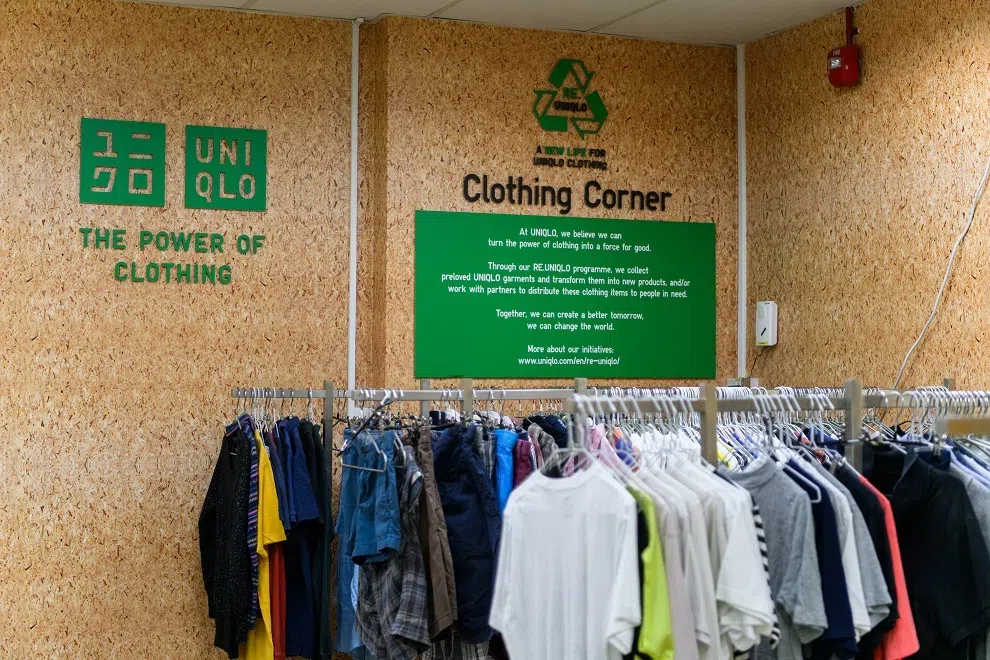 ユニ
クロ
UNI
QLO
THE POWER OF
CLOTHING
RE.
UNIQLO
A NEW LIFE FOR
UNIQLO CLOTHING
Clothing Corner
At UNIQLO, we believe we can
turn the power of clothing into a force for good.
Through our RE.UNIQLO programme, we collect
preloved UNIQLO garments and transform them into new products, and/or
work with partners to distribute these clothing items to people in need.
Together, we can create a better tomorrow,
we can change the world.
More about our initiatives:
www.uniqlo.com/en/re-uniqlo/